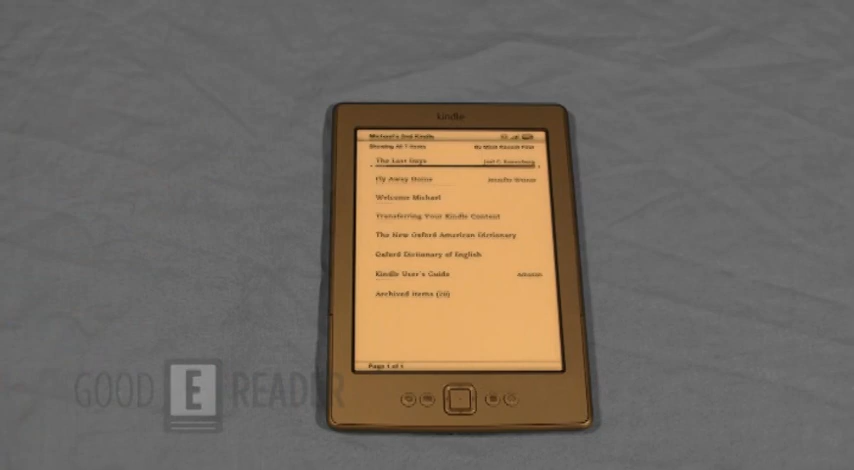 kindle
Michael's 2nd Kindle
Showing All 7 Items By Most Recent First
The Last Days Joel C. Rosenberg
Fly Away Home Jennifer Weiner
Welcome Michael
Transferring Your Kindle Content
The New Oxford American Dictionary
Oxford Dictionary of English
Kindle User's Guide Amazon
Archived Items
Page 1 of 1
GOOD E READER